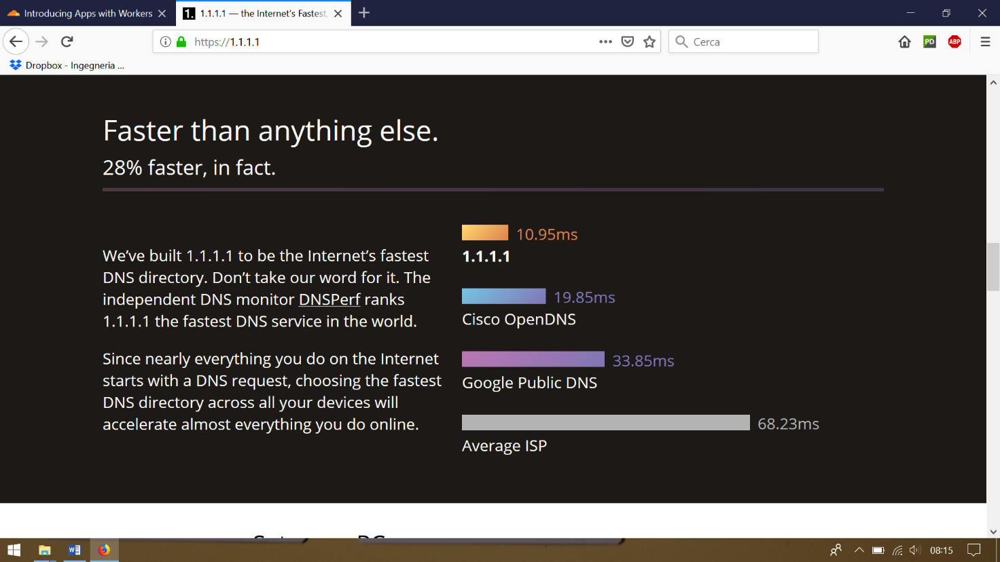 Introducing Apps with Workers
1. 1.1.1.1 — the Internet's Fastest,
https://1.1.1.1
Cerca
PD
ABP
Dropbox - Ingegneria ...
Faster than anything else.
28% faster, in fact.
We've built 1.1.1.1 to be the Internet's fastest
DNS directory. Don't take our word for it. The
independent DNS monitor DNSPerf ranks
1.1.1.1 the fastest DNS service in the world.
Since nearly everything you do on the Internet
starts with a DNS request, choosing the fastest
DNS directory across all your devices will
accelerate almost everything you do online.
10.95ms
1.1.1.1
19.85ms
Cisco OpenDNS
33.85ms
Google Public DNS
68.23ms
Average ISP
08:15